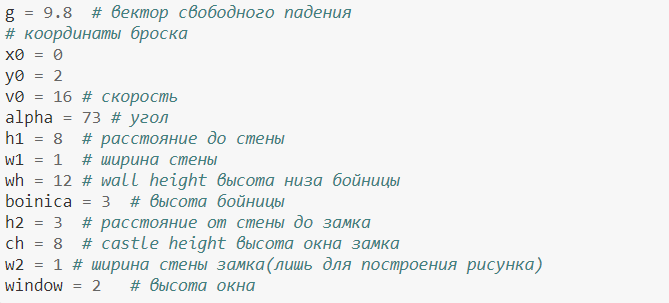 g = 9.8  # вектор свободного падения
# координаты броска
x0 = 0
y0 = 2
v0 = 16 # скорость
alpha = 73 # угол
h1 = 8  # расстояние до стены
w1 = 1  # ширина стены
wh = 12 # wall height высота низа бойницы
boinica = 3  # высота бойницы
h2 = 3  # расстояние от стены до замка
ch = 8  # castle height высота окна замка
w2 = 1 # ширина стены замка(лишь для построения рисунка)
window = 2   # высота окна